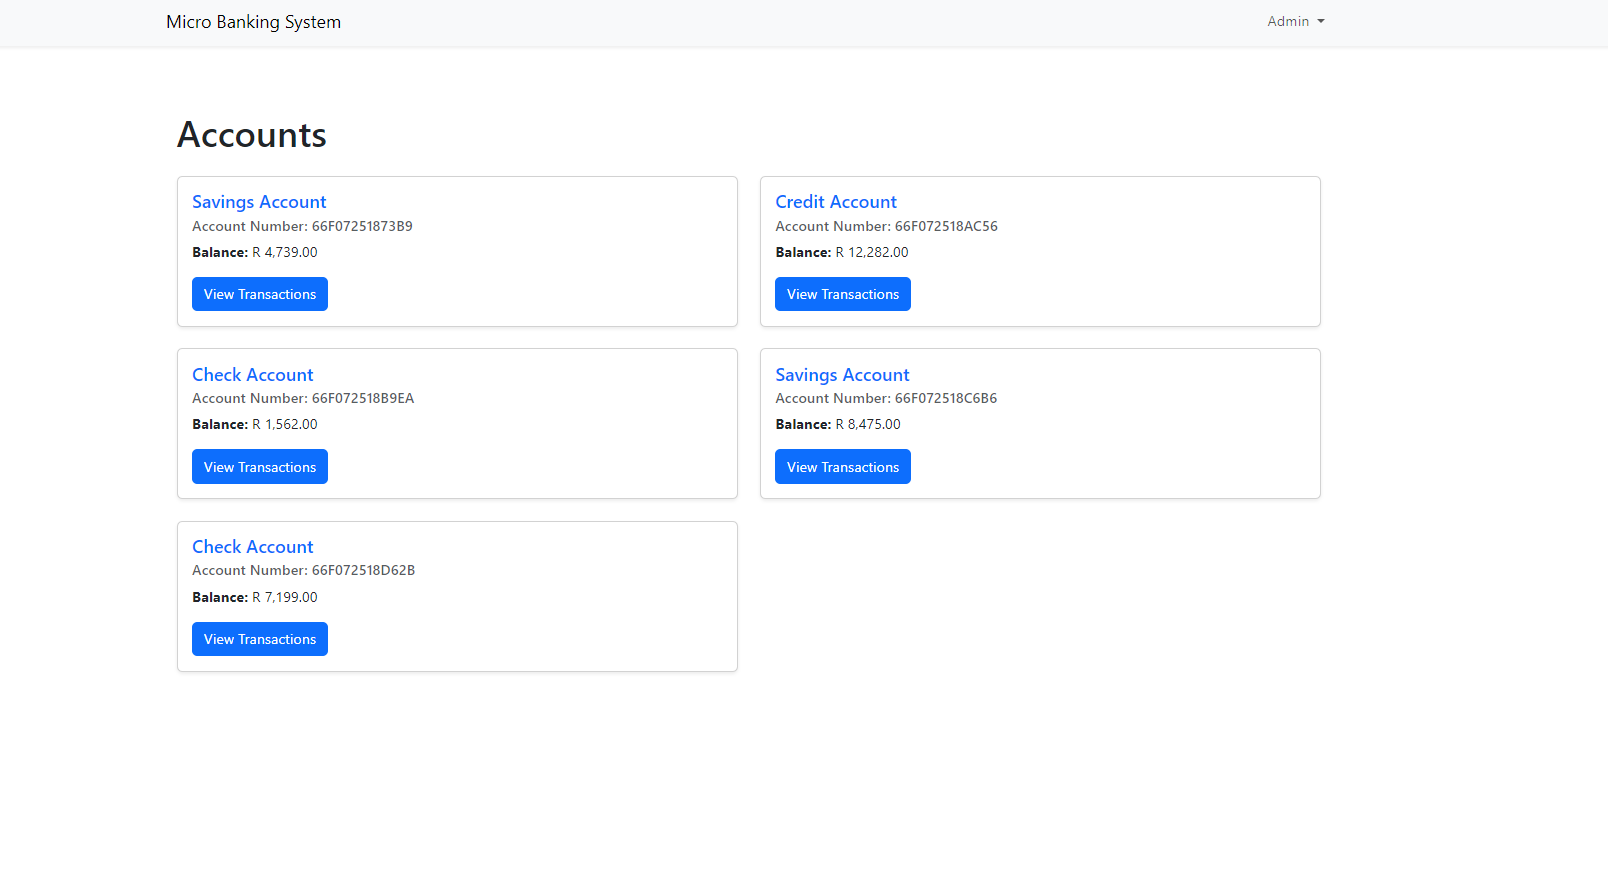 Micro Banking System
Admin
Accounts
Savings Account
Account Number: 66F07251873B9
Balance: R 4,739.00
View Transactions
Credit Account
Account Number: 66F072518AC56
Balance: R 12,282.00
View Transactions
Check Account
Account Number: 66F072518B9EA
Balance: R 1,562.00
View Transactions
Savings Account
Account Number: 66F072518C6B6
Balance: R 8,475.00
View Transactions
Check Account
Account Number: 66F072518D62B
Balance: R 7,199.00
View Transactions